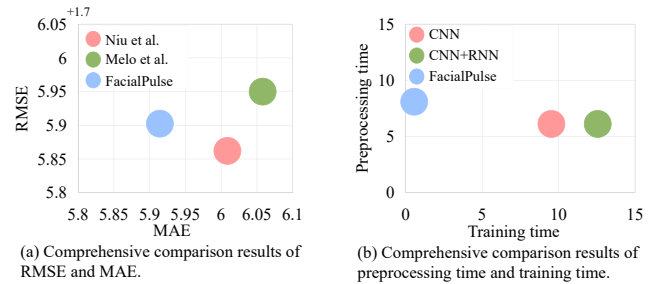 +1.7
6.05
6
5.95
5.9
5.85
5.8
RMSE
Niu et al.
Melo et al.
FacialPulse
5.8 5.85 5.9 5.95 6 6.05 6.1
MAE
(a) Comprehensive comparison results of
RMSE and MAE.
15
10
5
0
Preprocessing time
CNN
CNN+RNN
FacialPulse
0 5 10 15
Training time
(b) Comprehensive comparison results of
preprocessing time and training time.